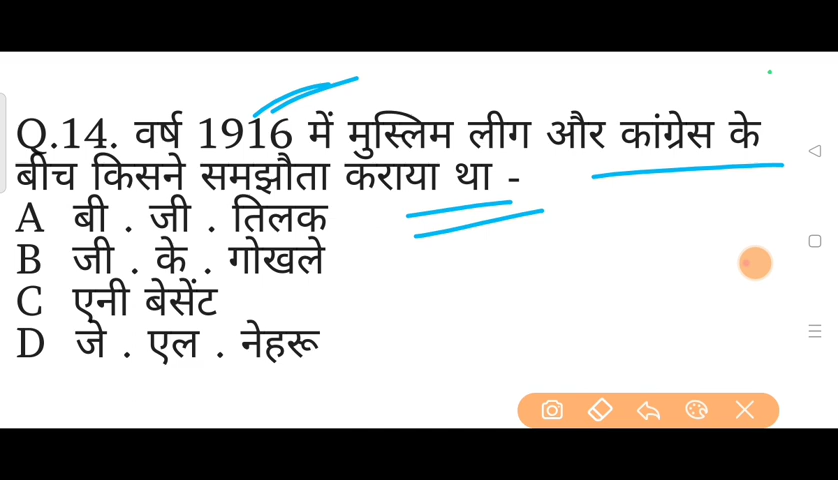 Q.14. वर्ष 1916 में मुस्लिम लीग और कांग्रेस के
बीच किसने समझौता कराया था -
A बी . जी . तिलक
B जी . के . गोखले
C एनी बेसेंट
D जे . एल . नेहरू